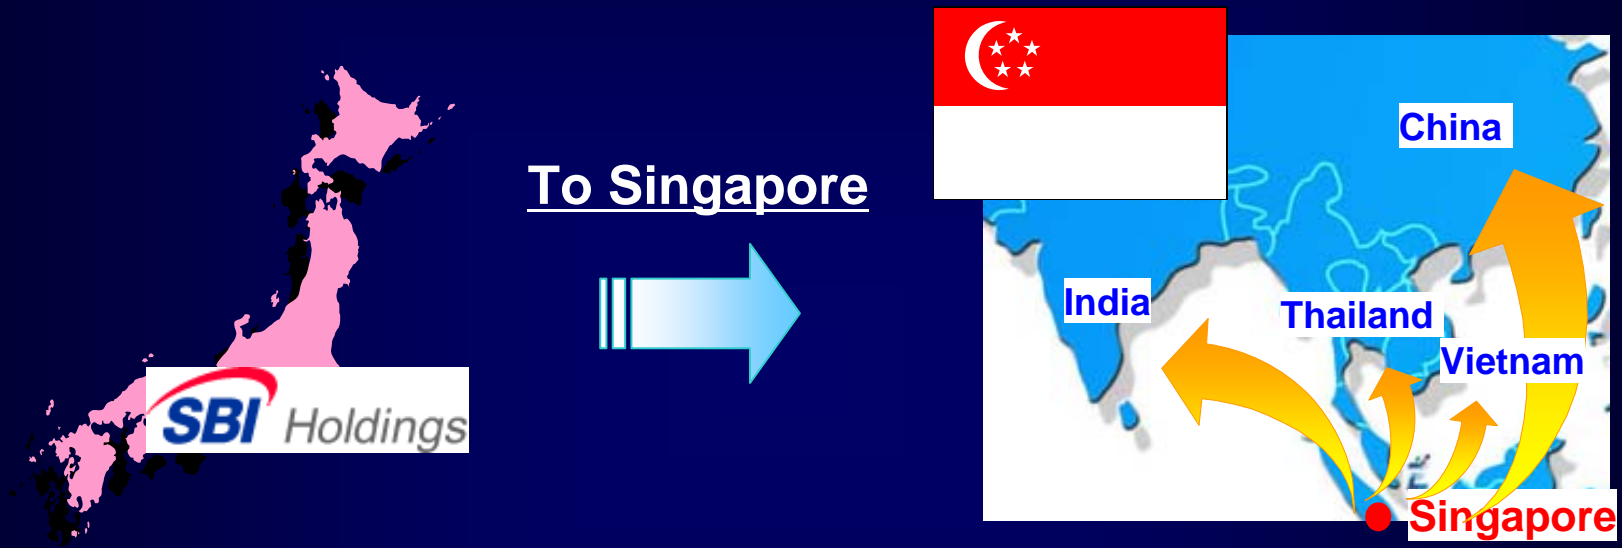 To Singapore
SBI Holdings
China
India
Thailand
Vietnam
Singapore